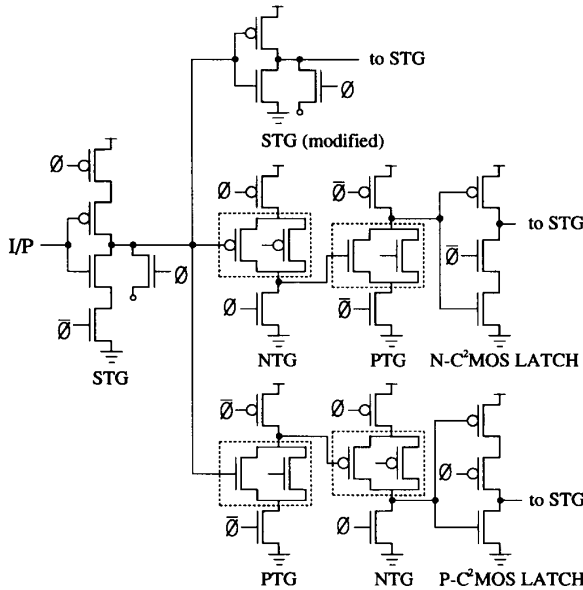 to STG
Ø
STG (modified)
Ø
Ø
Ø̅
I/P
to STG
Ø
Ø̅
Ø̅
Ø
Ø̅
NTG
PTG
N-C²MOS LATCH
STG
Ø̅
Ø
Ø
to STG
Ø̅
Ø
PTG
NTG
P-C²MOS LATCH